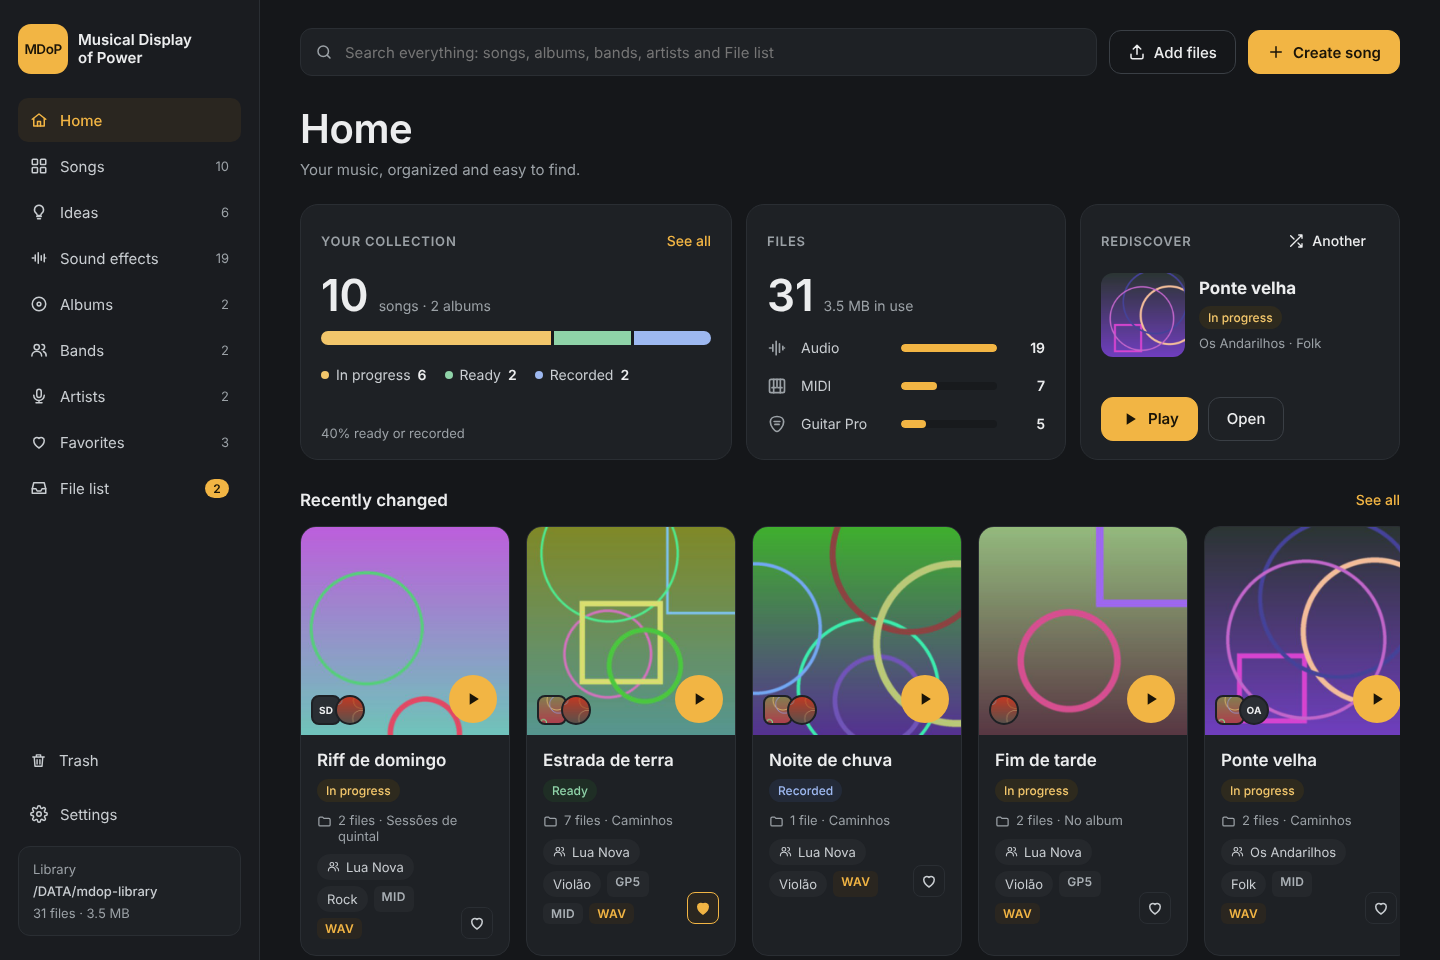 MDoP
Musical Display
of Power
Home
Songs 10
Ideas 6
Sound effects 19
Albums 2
Bands 2
Artists 2
Favorites 3
File list 2
Trash
Settings
Library
/DATA/mdop-library
31 files · 3.5 MB
Search everything: songs, albums, bands, artists and File list
Add files
Create song
Home
Your music, organized and easy to find.
YOUR COLLECTION See all
10 songs · 2 albums
In progress 6 Ready 2 Recorded 2
40% ready or recorded
FILES
31 3.5 MB in use
Audio 19
MIDI 7
Guitar Pro 5
REDISCOVER Another
Ponte velha
In progress
Os Andarilhos · Folk
Play Open
Recently changed See all
SD
Riff de domingo
In progress
2 files · Sessões de
quintal
Lua Nova
Rock MID
WAV
Estrada de terra
Ready
7 files · Caminhos
Lua Nova
Violão GP5
MID WAV
Noite de chuva
Recorded
1 file · Caminhos
Lua Nova
Violão WAV
Fim de tarde
In progress
2 files · No album
Lua Nova
Violão GP5
WAV
OA
Ponte velha
In progress
2 files · Caminhos
Os Andarilhos
Folk MID
WAV